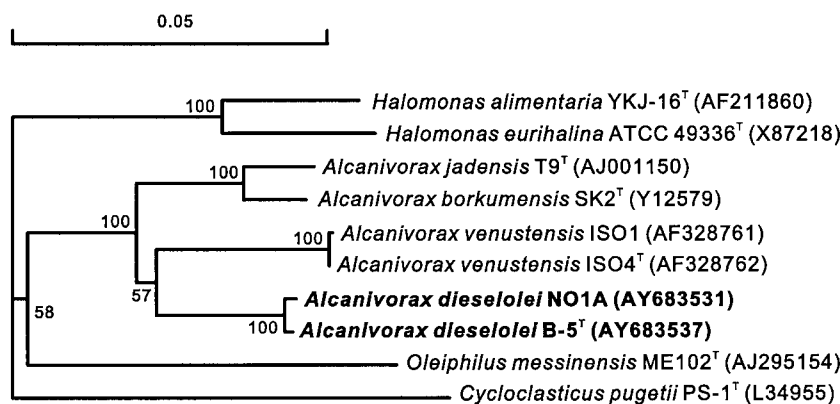 0.05
100
Halomonas alimentaria YKJ-16ᵀ (AF211860)
Halomonas eurihalina ATCC 49336ᵀ (X87218)
Alcanivorax jadensis T9ᵀ (AJ001150)
100
Alcanivorax borkumensis SK2ᵀ (Y12579)
100
100
Alcanivorax venustensis ISO1 (AF328761)
Alcanivorax venustensis ISO4ᵀ (AF328762)
57
Alcanivorax dieselolei NO1A (AY683531)
58
100
Alcanivorax dieselolei B-5ᵀ (AY683537)
Oleiphilus messinensis ME102ᵀ (AJ295154)
Cycloclasticus pugetii PS-1ᵀ (L34955)